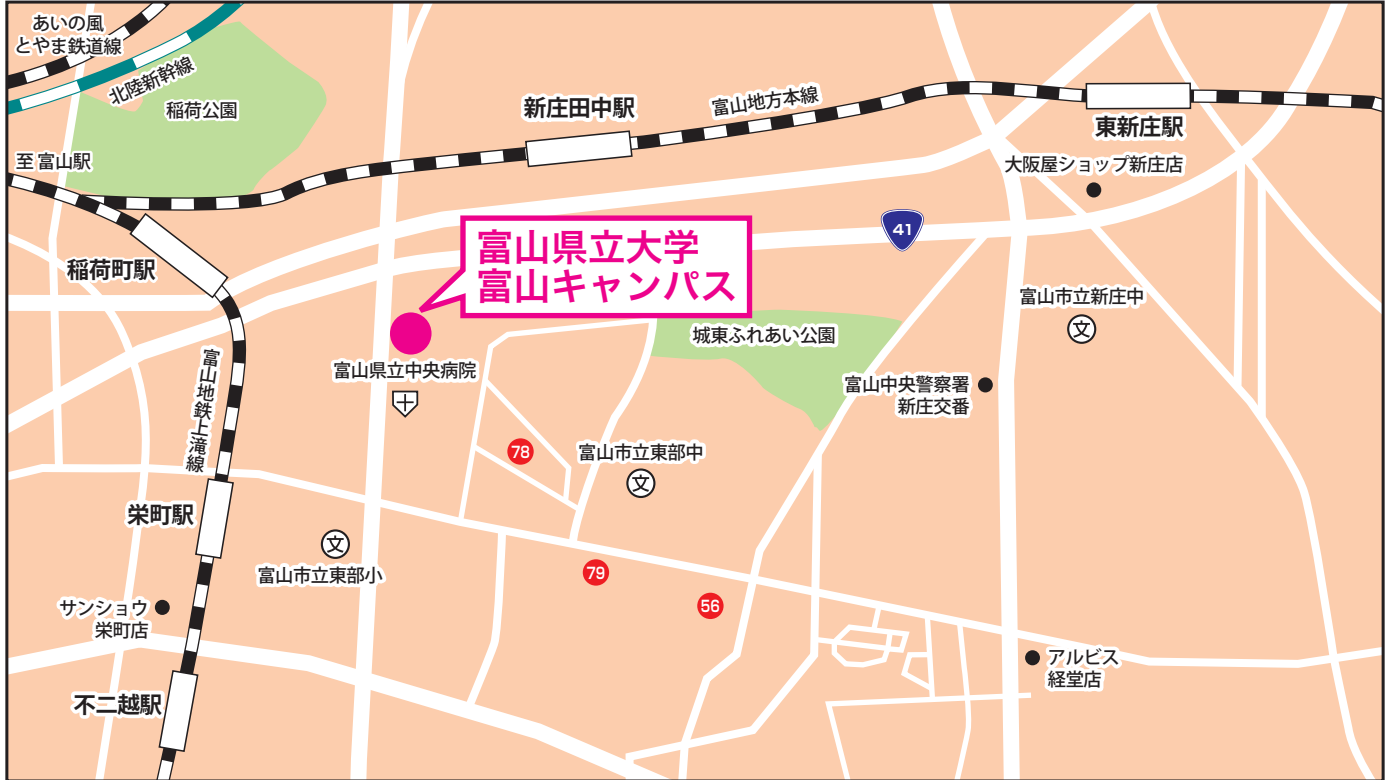 あいの風
とやま鉄道線
北陸新幹線
稲荷公園
至 富山駅
新庄田中駅
富山地方本線
東新庄駅
大阪屋ショップ新庄店
41
富山県立大学
富山キャンパス
稲荷町駅
富山市立新庄中
文
城東ふれあい公園
富山県立中央病院
富山中央警察署
新庄交番
富山地鉄上滝線
78
富山市立東部中
文
栄町駅
文
富山市立東部小
79
56
サンショウ
栄町店
アルビス
経堂店
不二越駅